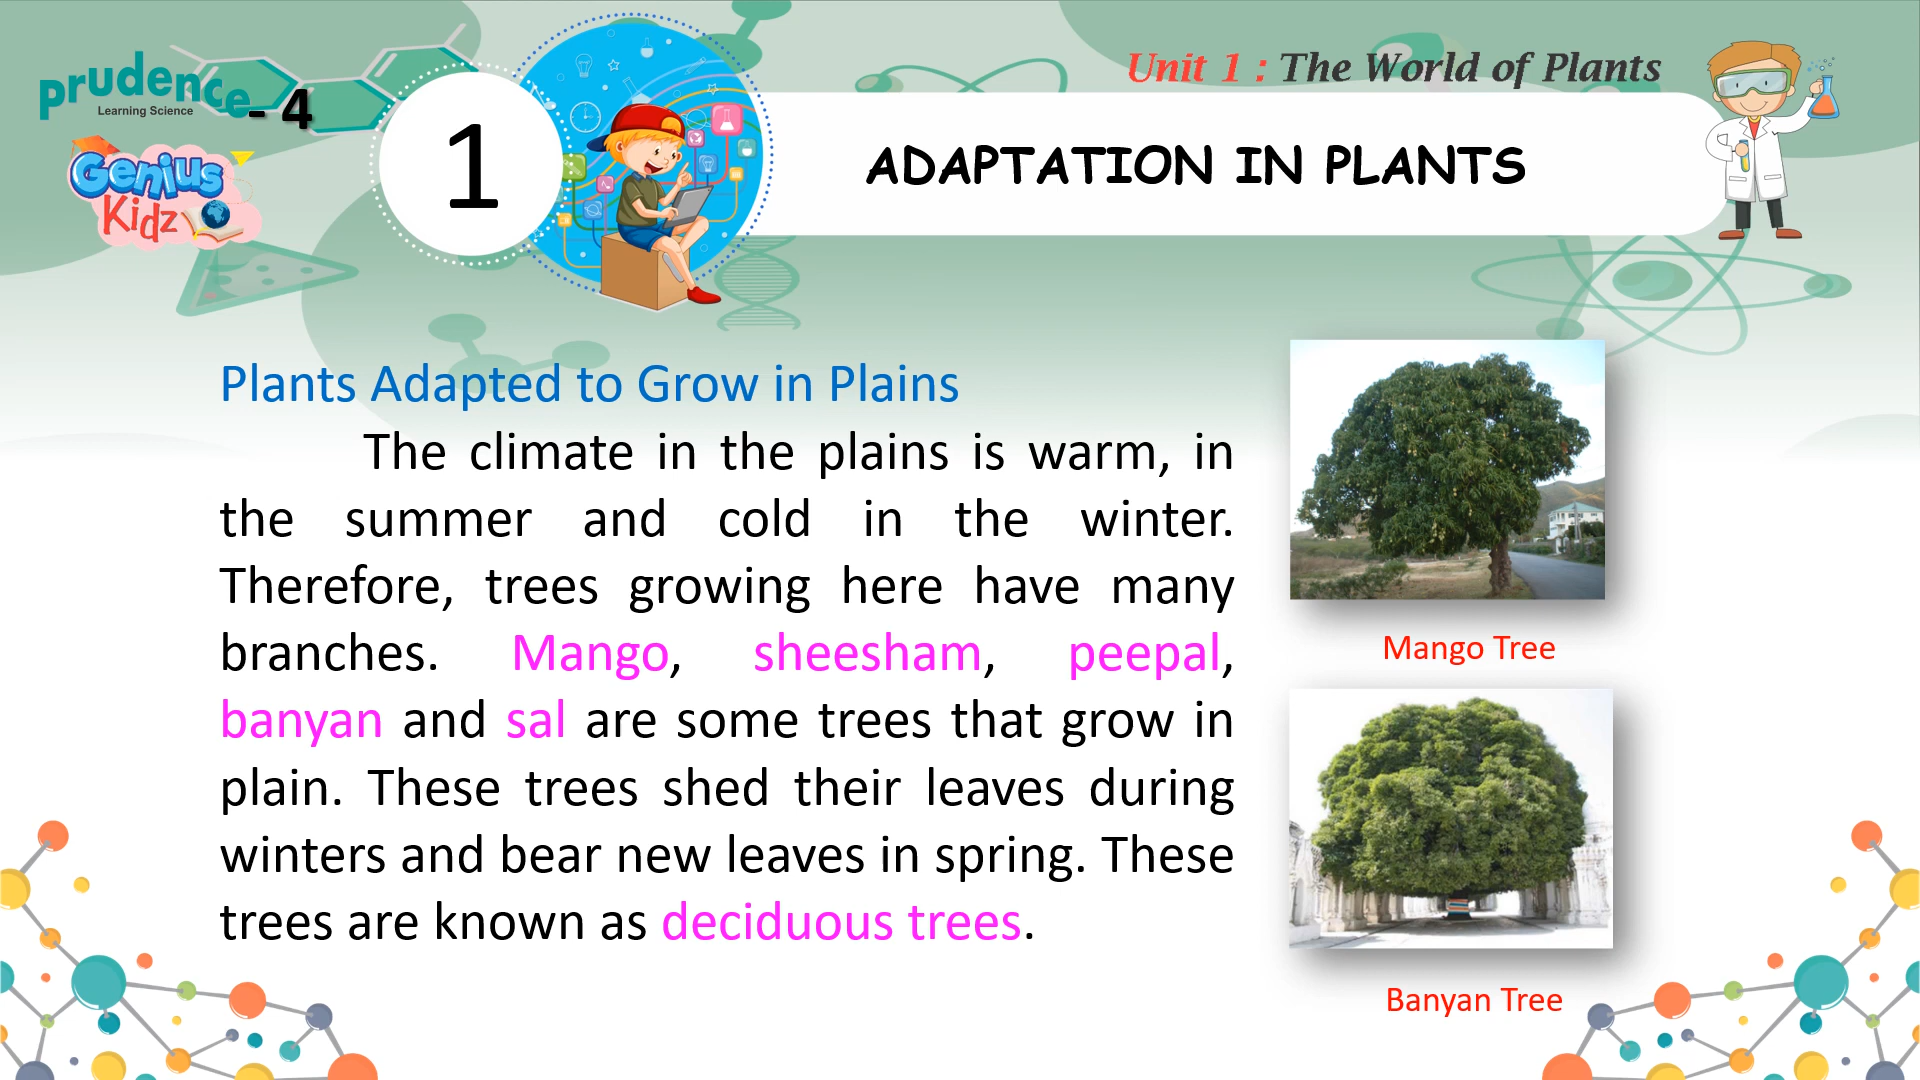 prudence - 4
Learning Science
Genius
Kidz
1
Unit 1 : The World of Plants
ADAPTATION IN PLANTS
Plants Adapted to Grow in Plains
The climate in the plains is warm, in
the summer and cold in the winter.
Therefore, trees growing here have many
branches. Mango, sheesham, peepal,
banyan and sal are some trees that grow in
plain. These trees shed their leaves during
winters and bear new leaves in spring. These
trees are known as deciduous trees.
Mango Tree
Banyan Tree